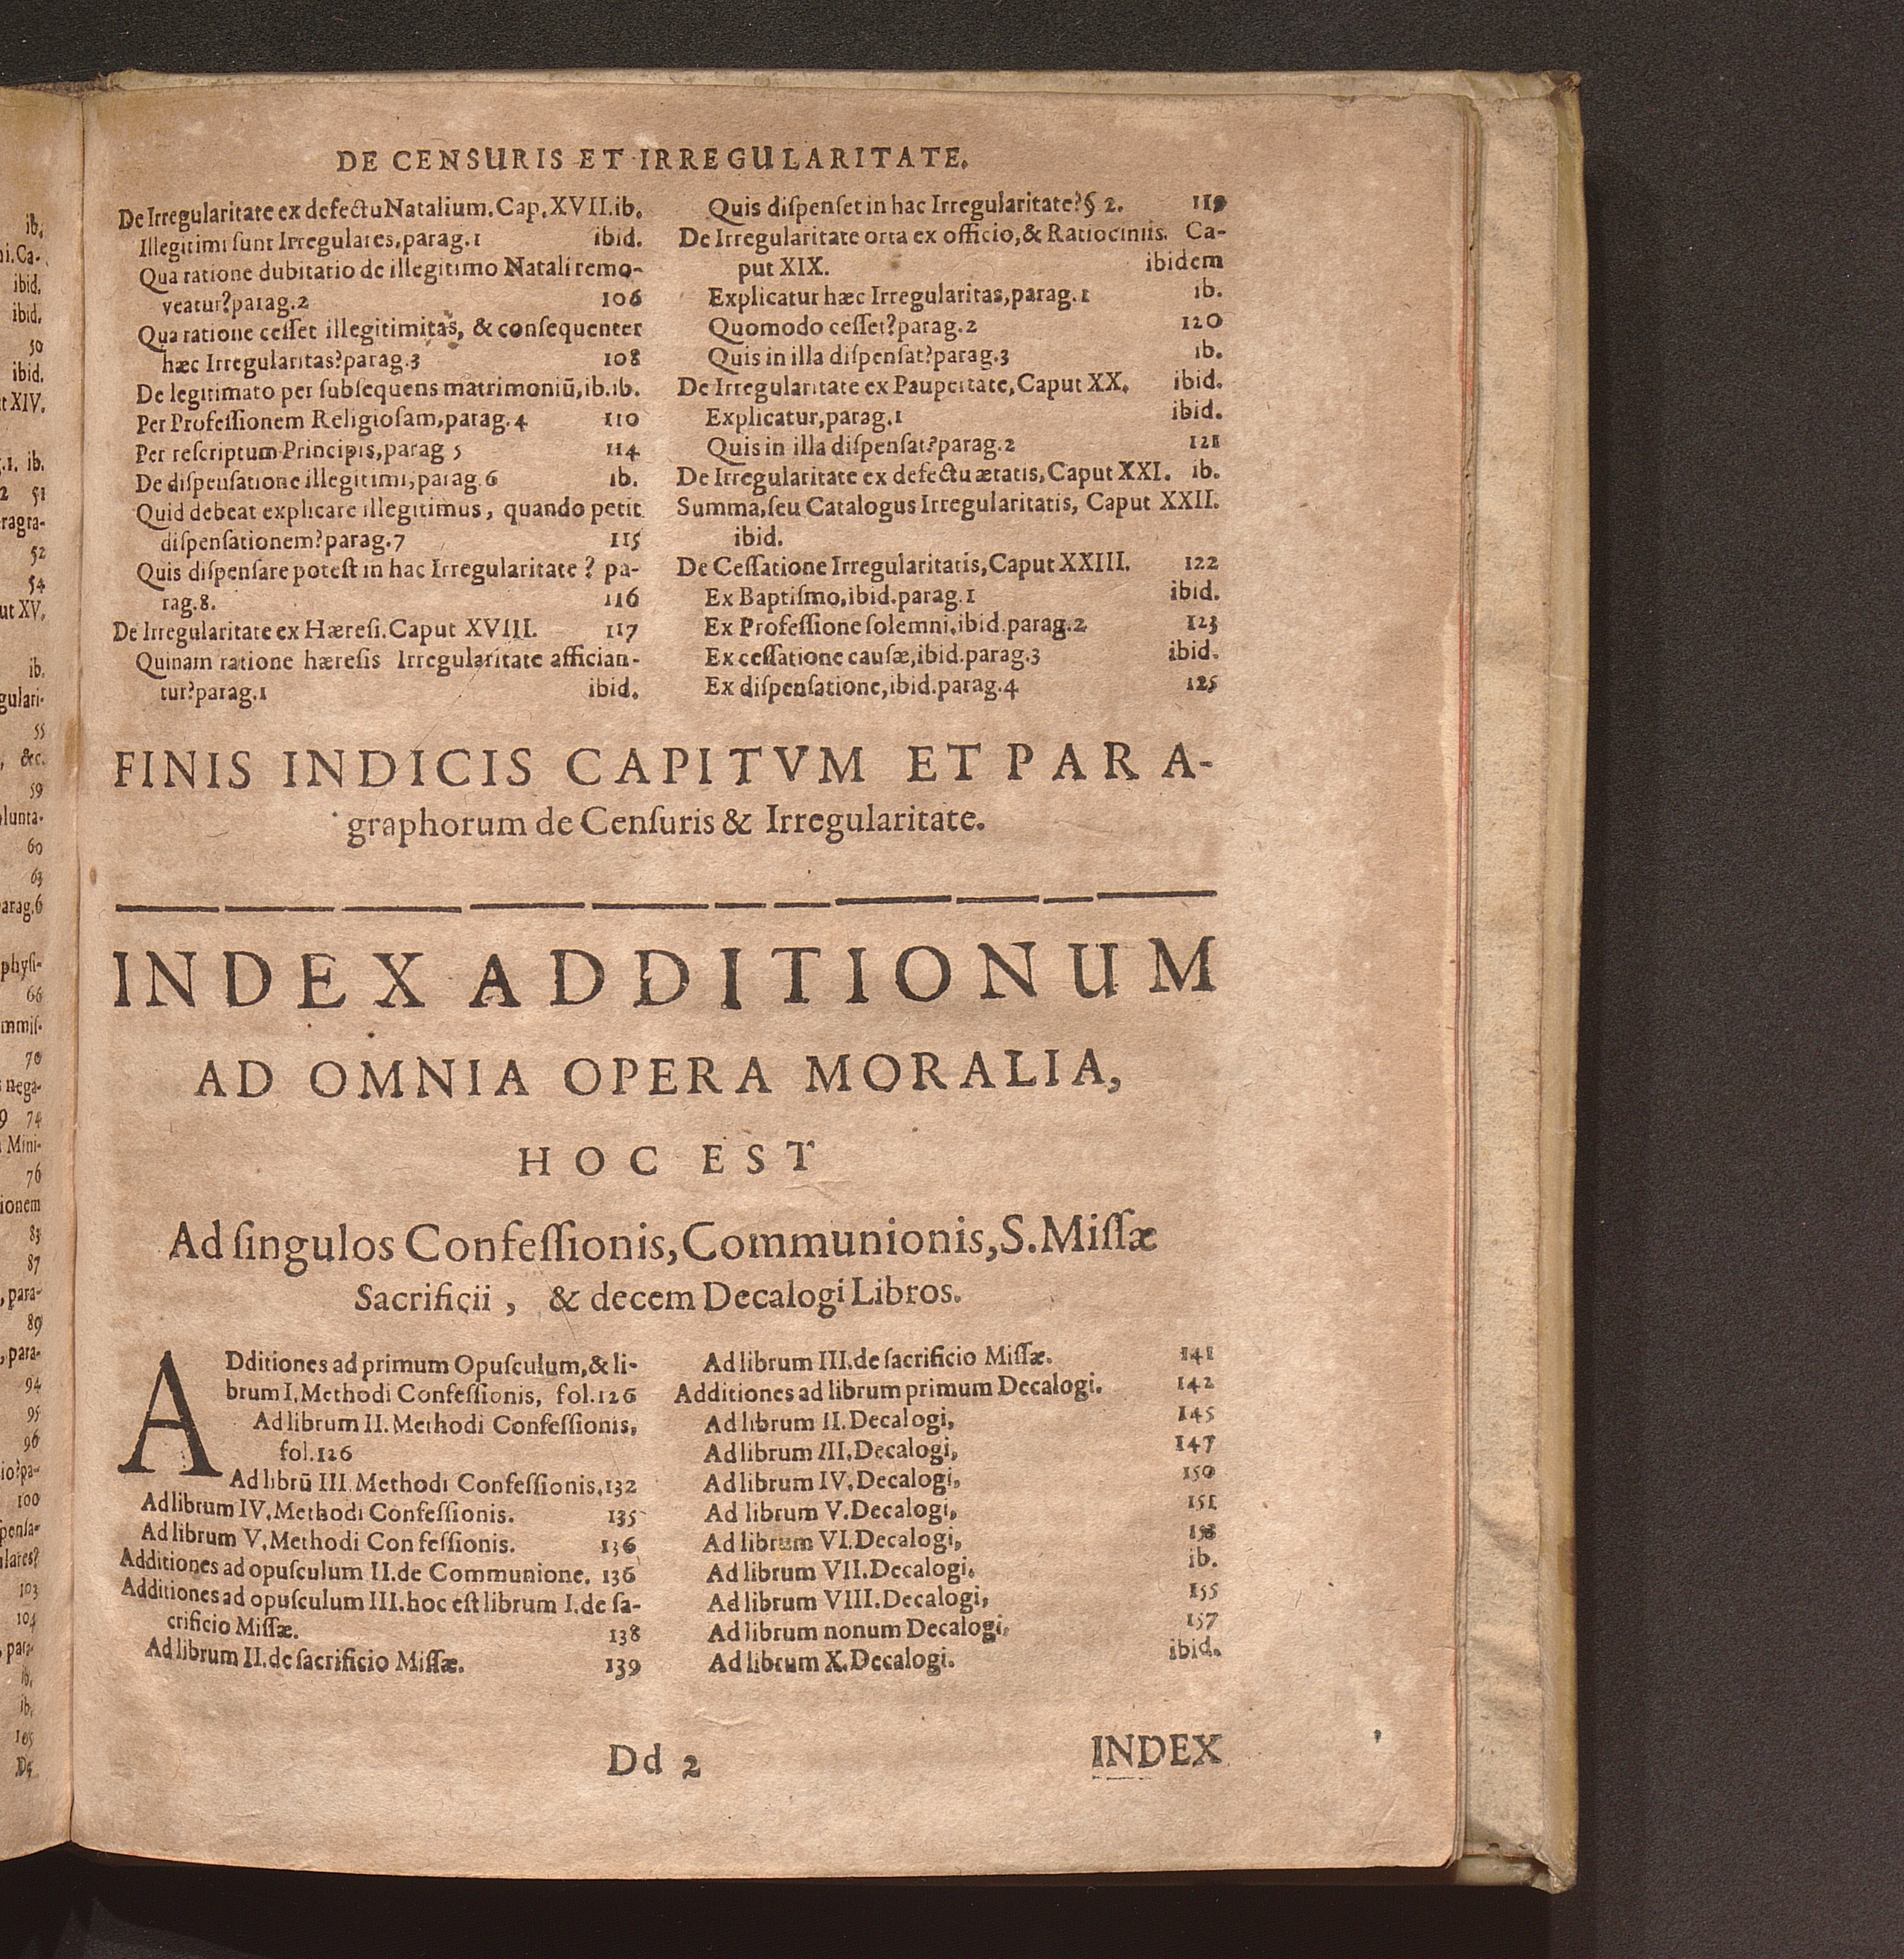 DE CENSURIS ET IRREGULARITATE.
De Irregularitate ex defectu Natalium. Cap. XVII. ib.
Illegitimi ſunt Irregulares, parag. 1 ibid.
Qua ratione dubitatio de illegitimo Natali remo-
veatur? parag. 2 106
Qua ratione ceſſet illegitimitas, & conſequenter
hæc Irregularitas? parag. 3 108
De legitimato per ſubſequens matrimoniū, ib. ib.
Per Profeſſionem Religioſam, parag. 4 110
Per reſcriptum Principis, parag 5 114
De diſpenſatione illegitimi, parag. 6 ib.
Quid debeat explicare illegitimus, quando petit
diſpenſationem? parag. 7 115
Quis diſpenſare poteſt in hac Irregularitate? pa-
rag. 8. 116
De Irregularitate ex Hæreſi. Caput XVIII. 117
Quinam ratione hæreſis Irregularitate affician-
tur? parag. 1 ibid.
Quis diſpenſet in hac Irregularitate? § 2. 119
De Irregularitate orta ex officio, & Ratiociniis. Ca-
put XIX. ibidem
Explicatur hæc Irregularitas, parag. 1 ib.
Quomodo ceſſet? parag. 2 120
Quis in illa diſpenſat? parag. 3 ib.
De Irregularitate ex Paupertate, Caput XX. ibid.
Explicatur, parag. 1 ibid.
Quis in illa diſpenſat? parag. 2 121
De Irregularitate ex defectu ætatis, Caput XXI. ib.
Summa, ſeu Catalogus Irregularitatis, Caput XXII.
ibid.
De Ceſſatione Irregularitatis, Caput XXIII. 122
Ex Baptiſmo, ibid. parag. 1 ibid.
Ex Profeſſione ſolemni, ibid. parag. 2 123
Ex ceſſatione cauſæ, ibid. parag. 3 ibid.
Ex diſpenſatione, ibid. parag. 4 125
FINIS INDICIS CAPITVM ET PARA-
graphorum de Cenſuris & Irregularitate.
INDEX ADDITIONUM
AD OMNIA OPERA MORALIA,
HOC EST
Ad ſingulos Confeſſionis, Communionis, S. Miſſæ
Sacrificii, & decem Decalogi Libros.
ADditiones ad primum Opuſculum, & li-
brum I. Methodi Confeſſionis, fol. 126
Ad librum II. Methodi Confeſſionis,
fol. 126
Ad librū III. Methodi Confeſſionis, 132
Ad librum IV. Methodi Confeſſionis. 135
Ad librum V. Methodi Confeſſionis. 136
Additiones ad opuſculum II. de Communione. 136
Additiones ad opuſculum III. hoc eſt librum I. de ſa-
crificio Miſſæ. 138
Ad librum II. de ſacrificio Miſſæ. 139
Ad librum III. de ſacrificio Miſſæ. 141
Additiones ad librum primum Decalogi. 142
Ad librum II. Decalogi, 145
Ad librum III. Decalogi, 147
Ad librum IV. Decalogi, 150
Ad librum V. Decalogi, 151
Ad librum VI. Decalogi,
Ad librum VII. Decalogi. ib.
Ad librum VIII. Decalogi, 155
Ad librum nonum Decalogi, 157
Ad librum X. Decalogi. ibid.
Dd 2
INDEX